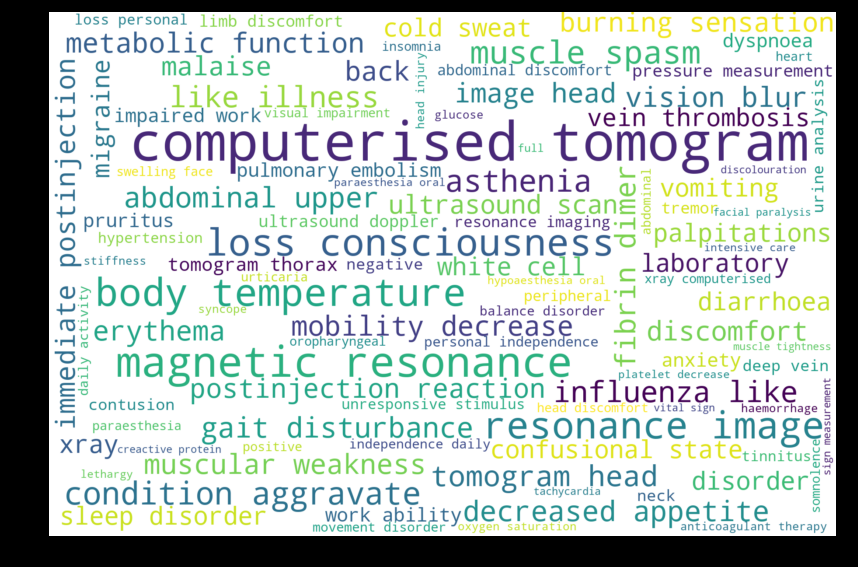 loss personal
limb discomfort
cold sweat
burning sensation
metabolic function
insomnia
muscle spasm
dyspnoea
heart
malaise
back
abdominal discomfort
pressure measurement
postinjection
migraine
like illness
head injury
image head
vision blur
urine analysis
impaired work
visual impairment
glucose
vein thrombosis
computerised tomogram
full
swelling face
pulmonary embolism
paraesthesia oral
asthenia
fibrin dimer
abdominal
discolouration
vomiting
abdominal upper
ultrasound scan
tremor
facial paralysis
pruritus
ultrasound doppler
resonance imaging
palpitations
hypertension
loss consciousness
intensive care
stiffness
tomogram thorax
negative
white cell
laboratory
urticaria
hypoaesthesia oral
xray computerised
immediate
daily activity
body temperature
peripheral
diarrhoea
syncope
balance disorder
erythema
mobility decrease
discomfort
oropharyngeal
personal independence
muscle tightness
magnetic resonance
anxiety
deep vein
platelet decrease
postinjection reaction
influenza like
sign measurement
contusion
unresponsive stimulus
head discomfort
vital sign
haemorrhage
paraesthesia
gait disturbance
resonance image
xray
creactive protein
positive
independence daily
confusional state
tinnitus
somnolence
lethargy
muscular weakness
tomogram head
disorder
condition aggravate
tachycardia
neck
sleep disorder
work ability
decreased appetite
movement disorder
oxygen saturation
anticoagulant therapy